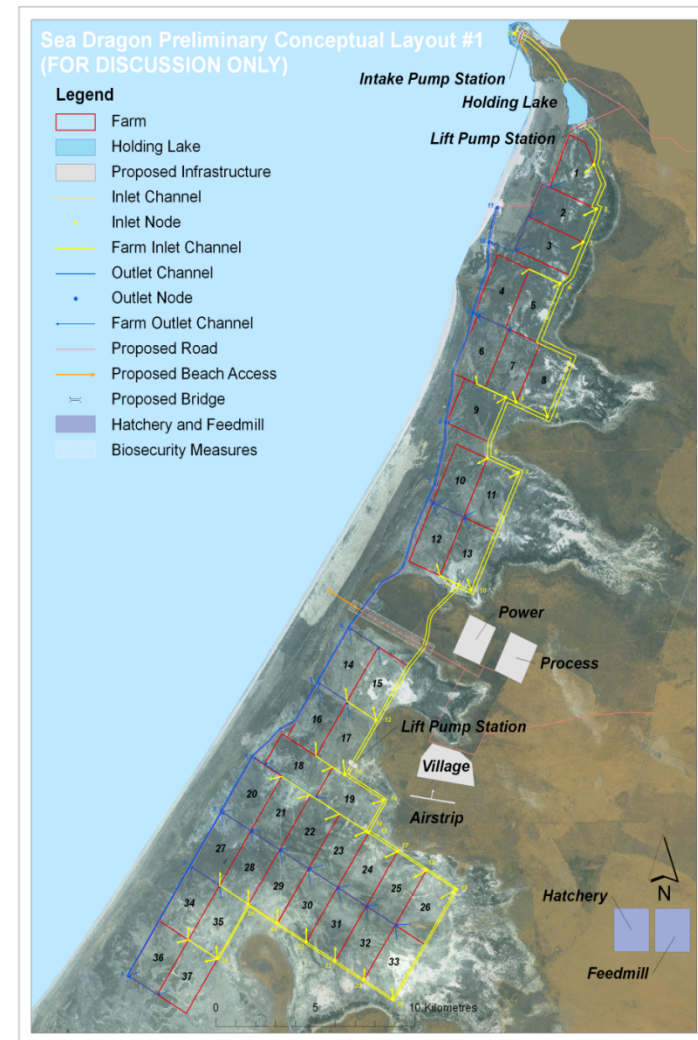 Sea Dragon Preliminary Conceptual Layout #1
(FOR DISCUSSION ONLY)
Legend
Farm
Holding Lake
Proposed Infrastructure
Inlet Channel
Inlet Node
Farm Inlet Channel
Outlet Channel
Outlet Node
Farm Outlet Channel
Proposed Road
Proposed Beach Access
Proposed Bridge
Hatchery and Feedmill
Biosecurity Measures
Intake Pump Station
Holding Lake
Lift Pump Station
1
2
3
4
5
6
7
8
9
10
11
12
13
Power
Process
14
15
16
17
Lift Pump Station
Village
Airstrip
18
19
20
21
22
23
24
25
26
27
28
29
30
31
32
33
34
35
36
37
N
Hatchery
Feedmill
0 5 10 Kilometres